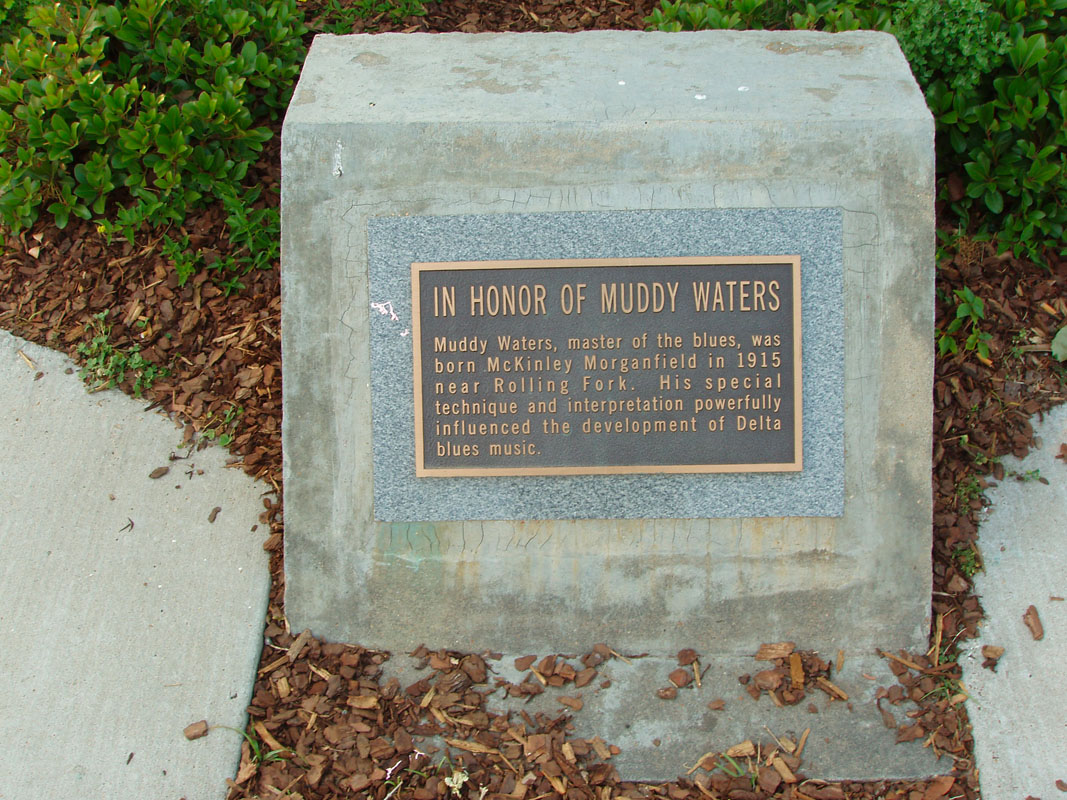 IN HONOR OF MUDDY WATERS
Muddy Waters, master of the blues, was
born McKinley Morganfield in 1915
near Rolling Fork. His special
technique and interpretation powerfully
influenced the development of Delta
blues music.